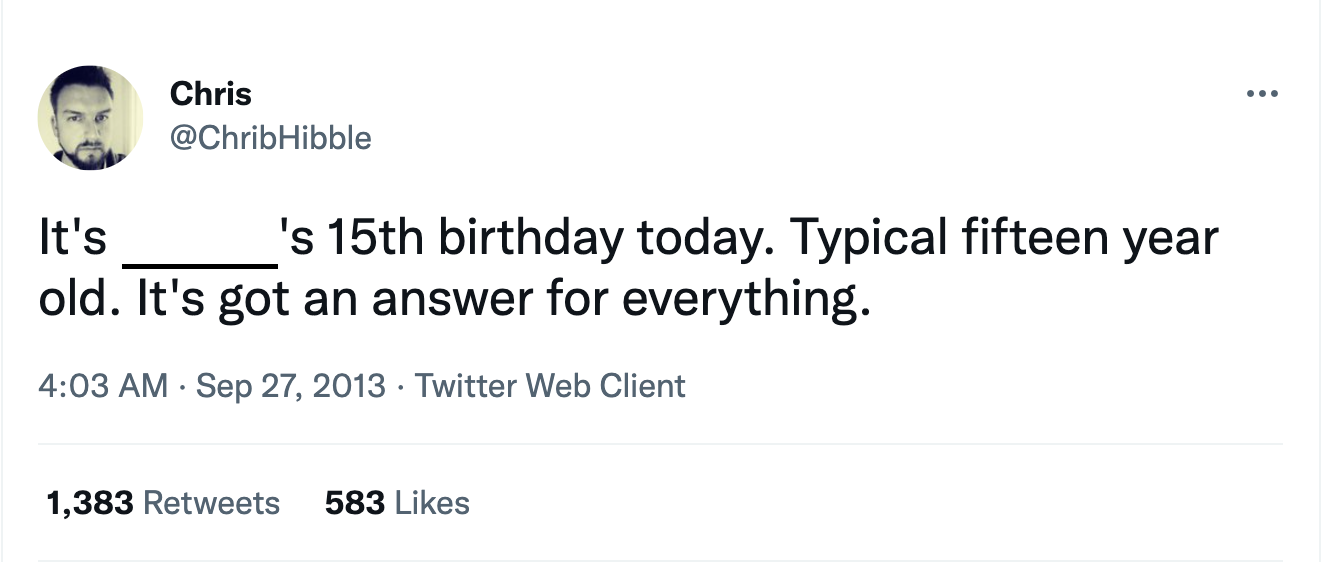 Chris
@ChribHibble
It's ______'s 15th birthday today. Typical fifteen year
old. It's got an answer for everything.
4:03 AM · Sep 27, 2013 · Twitter Web Client
1,383 Retweets 583 Likes